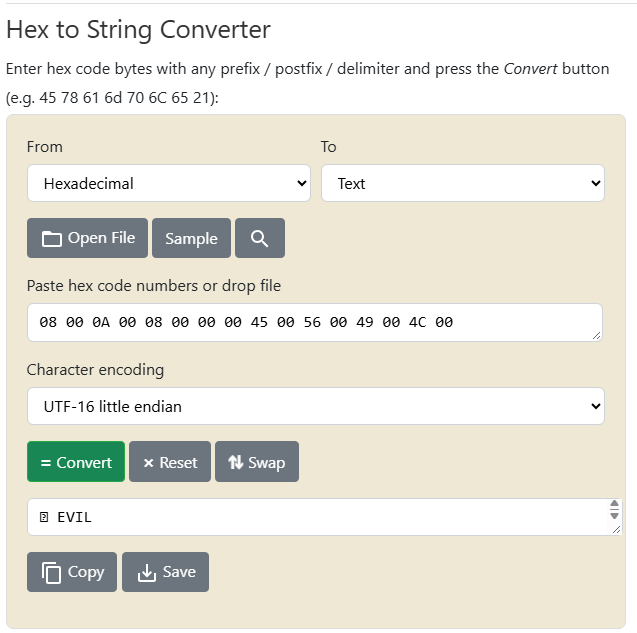 Hex to String Converter
Enter hex code bytes with any prefix / postfix / delimiter and press the Convert button
(e.g. 45 78 61 6d 70 6C 65 21):
From To
Hexadecimal Text
Open File Sample
Paste hex code numbers or drop file
08 00 0A 00 08 00 00 00 45 00 56 00 49 00 4C 00
Character encoding
UTF-16 little endian
= Convert × Reset Swap
EVIL
Copy Save